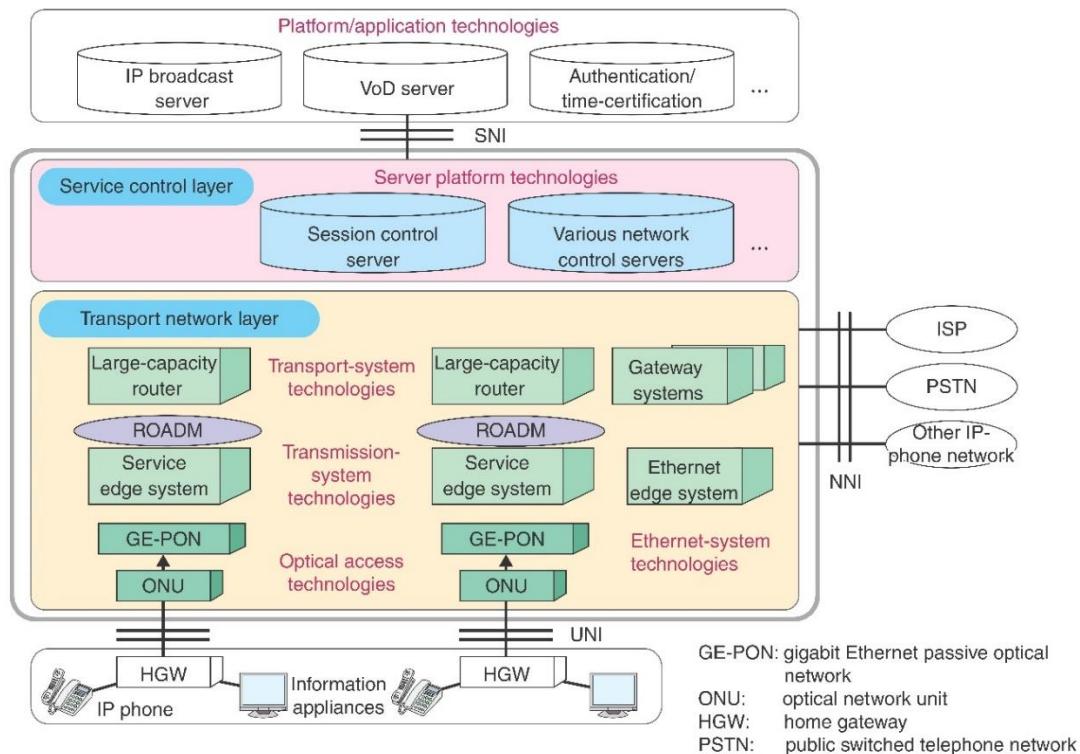 Platform/application technologies
IP broadcast
server
VoD server
Authentication/
time-certification
...
SNI
Service control layer
Server platform technologies
Session control
server
Various network
control servers
...
Transport network layer
Large-capacity
router
Transport-system
technologies
Large-capacity
router
Gateway
systems
ROADM
ROADM
Service
edge system
Transmission-
system
technologies
Service
edge system
Ethernet
edge system
GE-PON
GE-PON
Ethernet-system
technologies
ONU
Optical access
technologies
ONU
ISP
PSTN
Other IP-
phone network
NNI
UNI
HGW
IP phone
Information
appliances
HGW
GE-PON: gigabit Ethernet passive optical
network
ONU: optical network unit
HGW: home gateway
PSTN: public switched telephone network